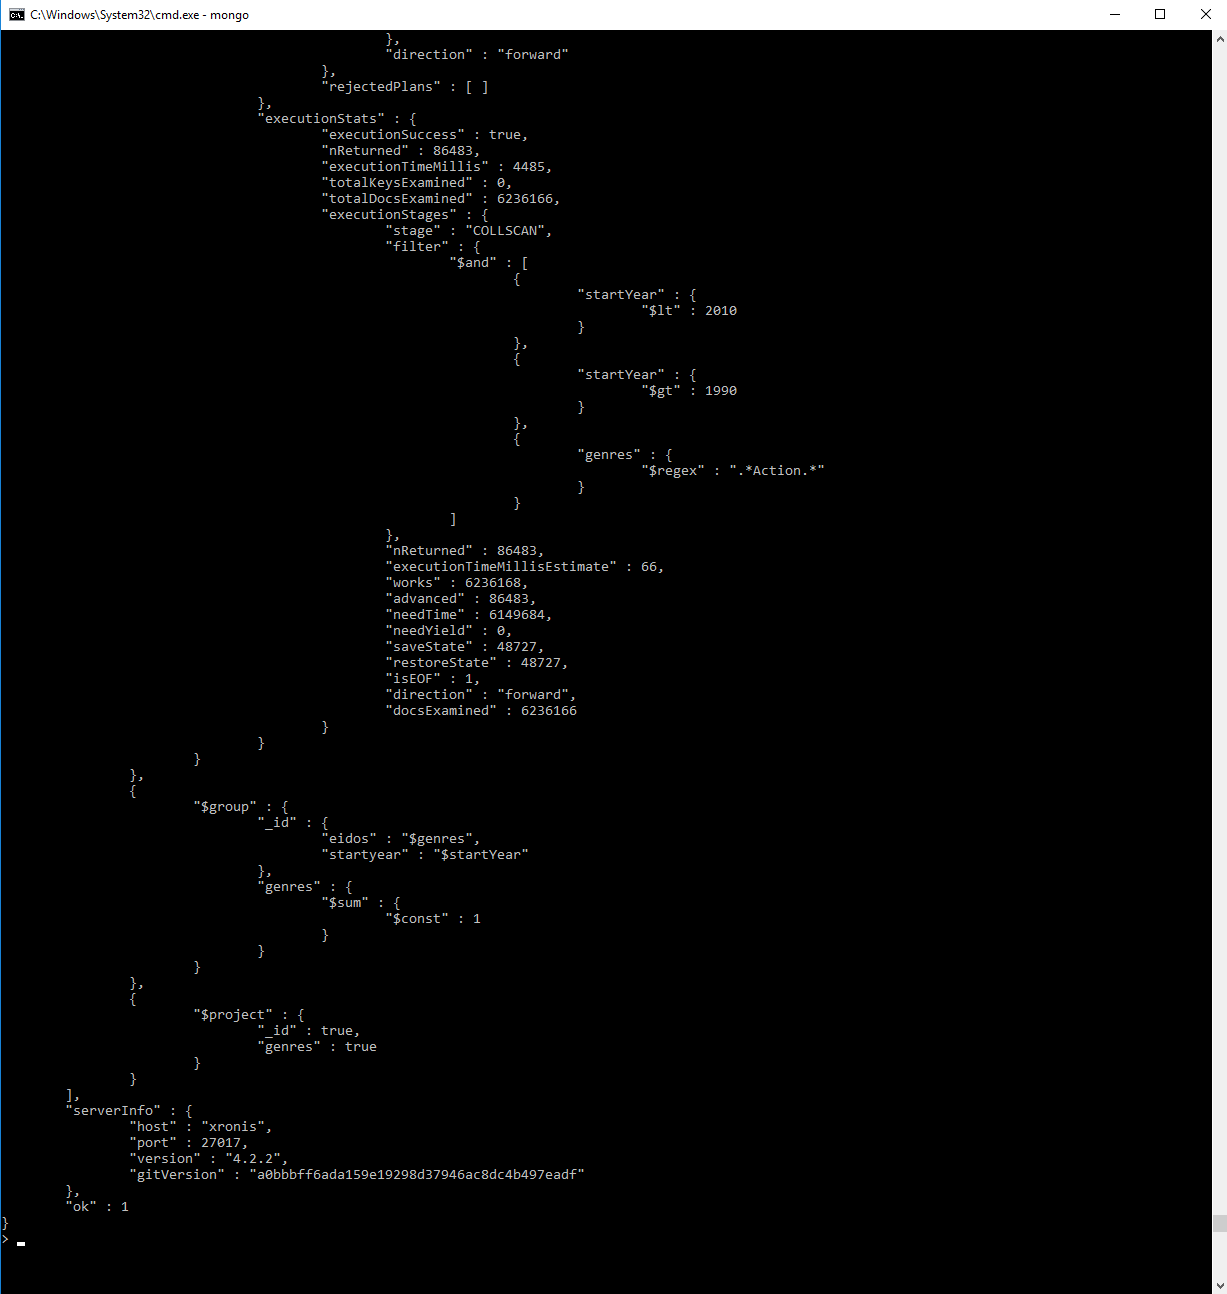 C:\Windows\System32\cmd.exe - mongo
},
"direction" : "forward"
},
"rejectedPlans" : [ ]
},
"executionStats" : {
"executionSuccess" : true,
"nReturned" : 86483,
"executionTimeMillis" : 4485,
"totalKeysExamined" : 0,
"totalDocsExamined" : 6236166,
"executionStages" : {
"stage" : "COLLSCAN",
"filter" : {
"$and" : [
{
"startYear" : {
"$lt" : 2010
}
},
{
"startYear" : {
"$gt" : 1990
}
},
{
"genres" : {
"$regex" : ".*Action.*"
}
}
]
},
"nReturned" : 86483,
"executionTimeMillisEstimate" : 66,
"works" : 6236168,
"advanced" : 86483,
"needTime" : 6149684,
"needYield" : 0,
"saveState" : 48727,
"restoreState" : 48727,
"isEOF" : 1,
"direction" : "forward",
"docsExamined" : 6236166
}
}
}
},
{
"$group" : {
"_id" : {
"eidos" : "$genres",
"startyear" : "$startYear"
},
"genres" : {
"$sum" : {
"$const" : 1
}
}
}
},
{
"$project" : {
"_id" : true,
"genres" : true
}
}
],
"serverInfo" : {
"host" : "xronis",
"port" : 27017,
"version" : "4.2.2",
"gitVersion" : "a0bbbff6ada159e19298d37946ac8dc4b497eadf"
},
"ok" : 1
}
>